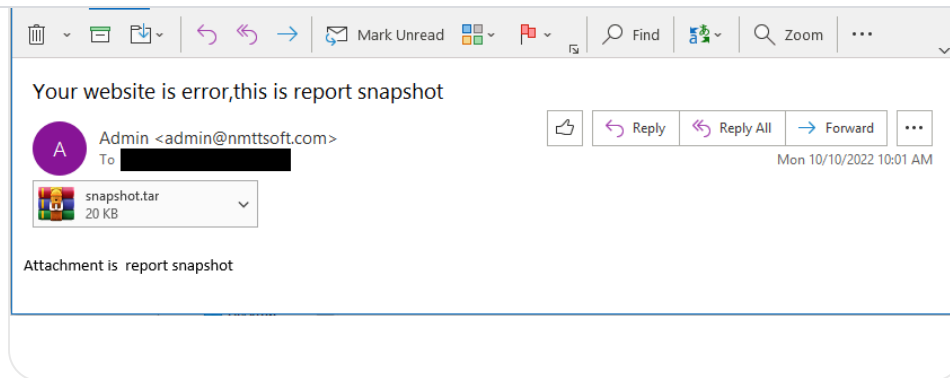 Mark Unread Find Zoom
Your website is error,this is report snapshot
Reply Reply All Forward
A Admin <admin@nmttsoft.com>
To
Mon 10/10/2022 10:01 AM
snapshot.tar
20 KB
Attachment is  report snapshot